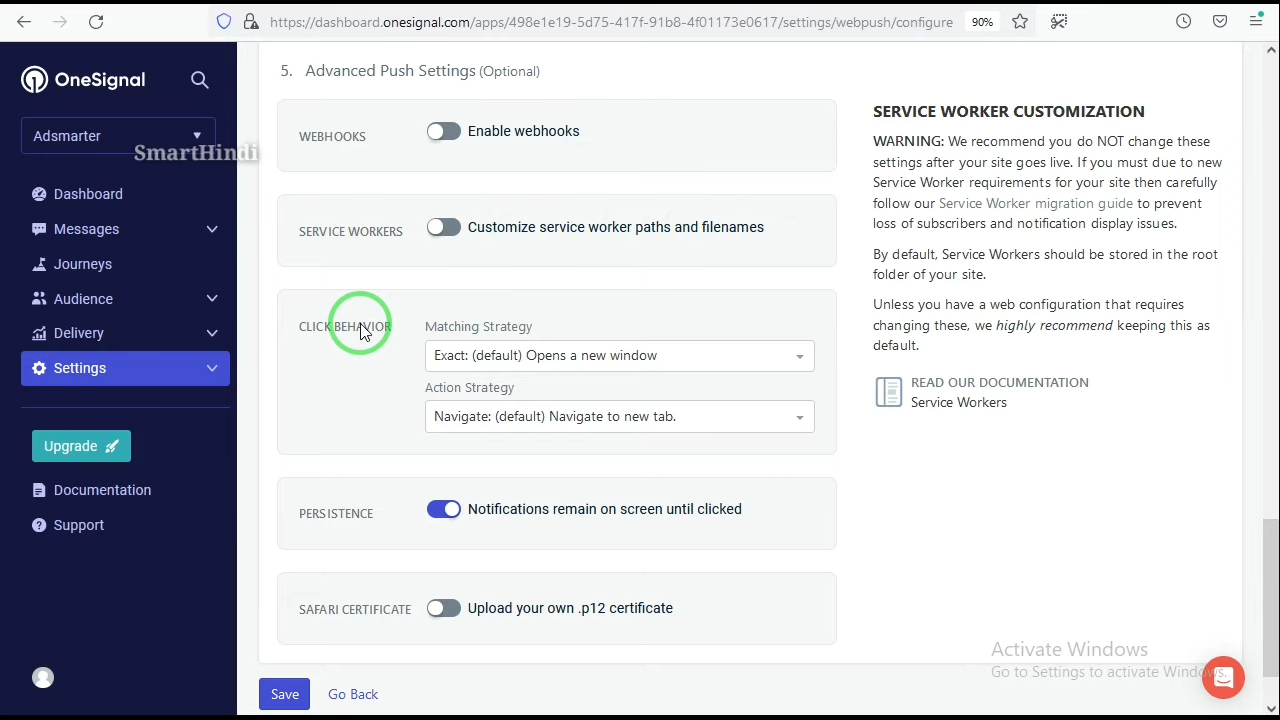 https://dashboard.onesignal.com/apps/498e1e19-5d75-417f-91b8-4f01173e0617/settings/webpush/configure
90%
OneSignal
Adsmarter
SmartHindi
Dashboard
Messages
Journeys
Audience
Delivery
Settings
Upgrade
Documentation
Support
5. Advanced Push Settings (Optional)
WEBHOOKS
Enable webhooks
SERVICE WORKERS
Customize service worker paths and filenames
CLICK BEHAVIOR
Matching Strategy
Exact: (default) Opens a new window
Action Strategy
Navigate: (default) Navigate to new tab.
PERSISTENCE
Notifications remain on screen until clicked
SAFARI CERTIFICATE
Upload your own .p12 certificate
Save
Go Back
SERVICE WORKER CUSTOMIZATION
WARNING: We recommend you do NOT change these
settings after your site goes live. If you must due to new
Service Worker requirements for your site then carefully
follow our Service Worker migration guide to prevent
loss of subscribers and notification display issues.
By default, Service Workers should be stored in the root
folder of your site.
Unless you have a web configuration that requires
changing these, we highly recommend keeping this as
default.
READ OUR DOCUMENTATION
Service Workers
Activate Windows
Go to Settings to activate Windows.